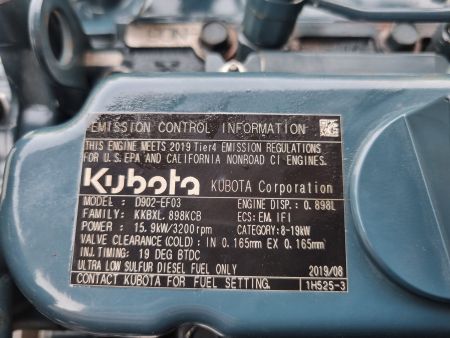 EMISSION CONTROL INFORMATION
THIS ENGINE MEETS 2019 Tier4 EMISSION REGULATIONS
FOR U.S.EPA AND CALIFORNIA NONROAD CI ENGINES.
Kubota KUBOTA Corporation
MODEL : D902-EF03 ENGINE DISP.: 0.898L
FAMILY : KKBXL.898KCB ECS: EM, IFI
POWER : 15.9kW/3200rpm CATEGORY: 8-19kW
VALVE CLEARANCE (COLD) : IN 0.165mm EX 0.165mm
INJ.TIMING: 19 DEG BTDC
ULTRA LOW SULFUR DIESEL FUEL ONLY 2019/08
CONTACT KUBOTA FOR FUEL SETTING. 1H525-3